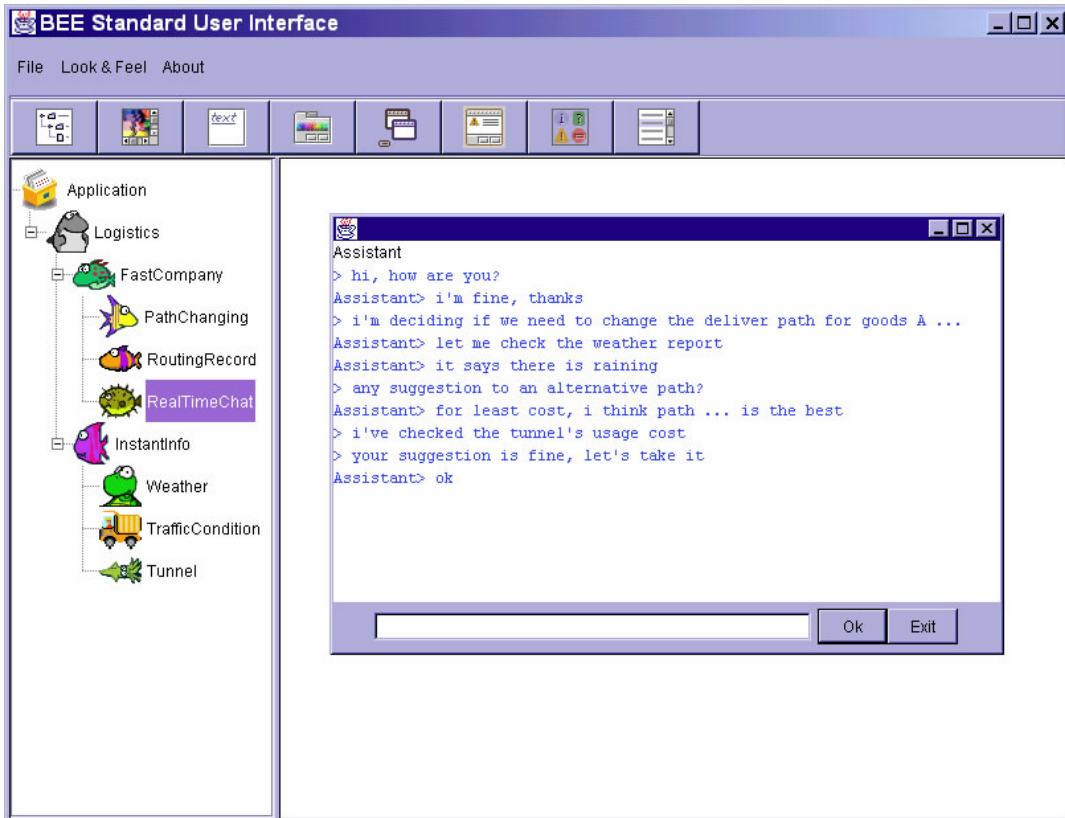 BEE Standard User Interface
File Look & Feel About
text
Application
Logistics
FastCompany
PathChanging
RoutingRecord
RealTimeChat
InstantInfo
Weather
TrafficCondition
Tunnel
Assistant
> hi, how are you?
Assistant> i'm fine, thanks
> i'm deciding if we need to change the deliver path for goods A ...
Assistant> let me check the weather report
Assistant> it says there is raining
> any suggestion to an alternative path?
Assistant> for least cost, i think path ... is the best
> i've checked the tunnel's usage cost
> your suggestion is fine, let's take it
Assistant> ok
Ok Exit